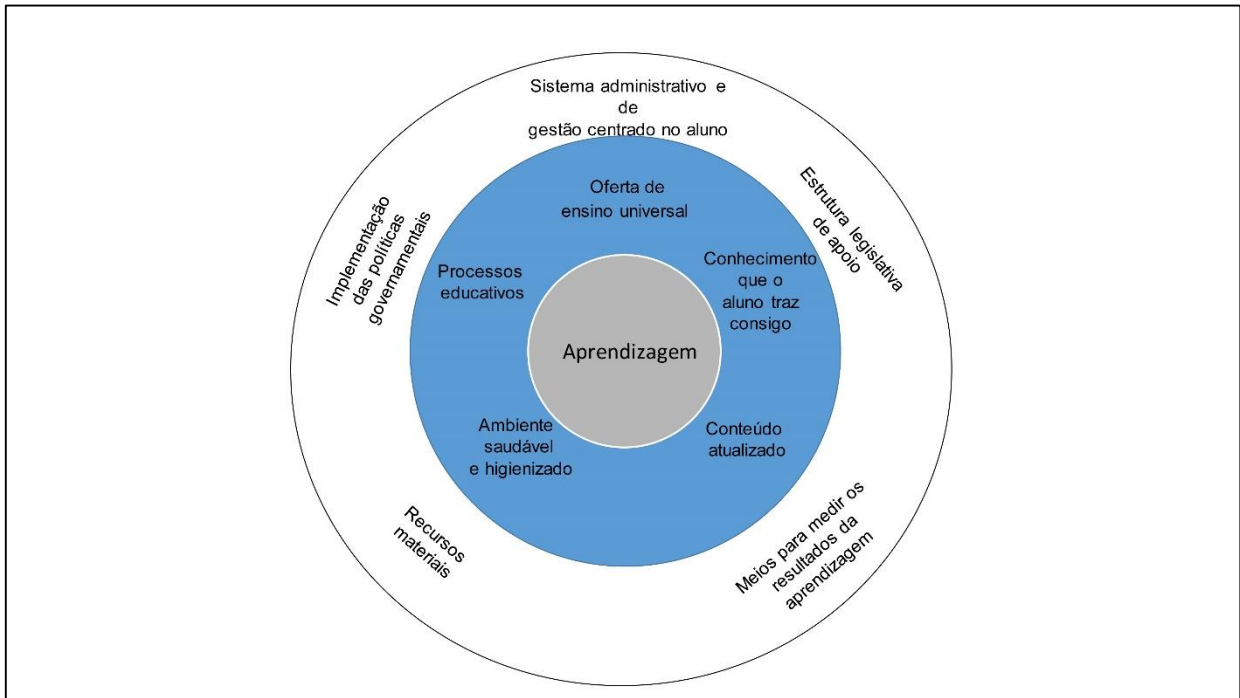 Sistema administrativo e
de
gestão centrado no aluno
Estrutura legislativa
de apoio
Meios para medir os
resultados da
aprendizagem
Recursos
materiais
Implementação
das políticas
governamentais
Oferta de
ensino universal
Conhecimento
que o
aluno traz
consigo
Conteúdo
atualizado
Ambiente
saudável
e higienizado
Processos
educativos
Aprendizagem